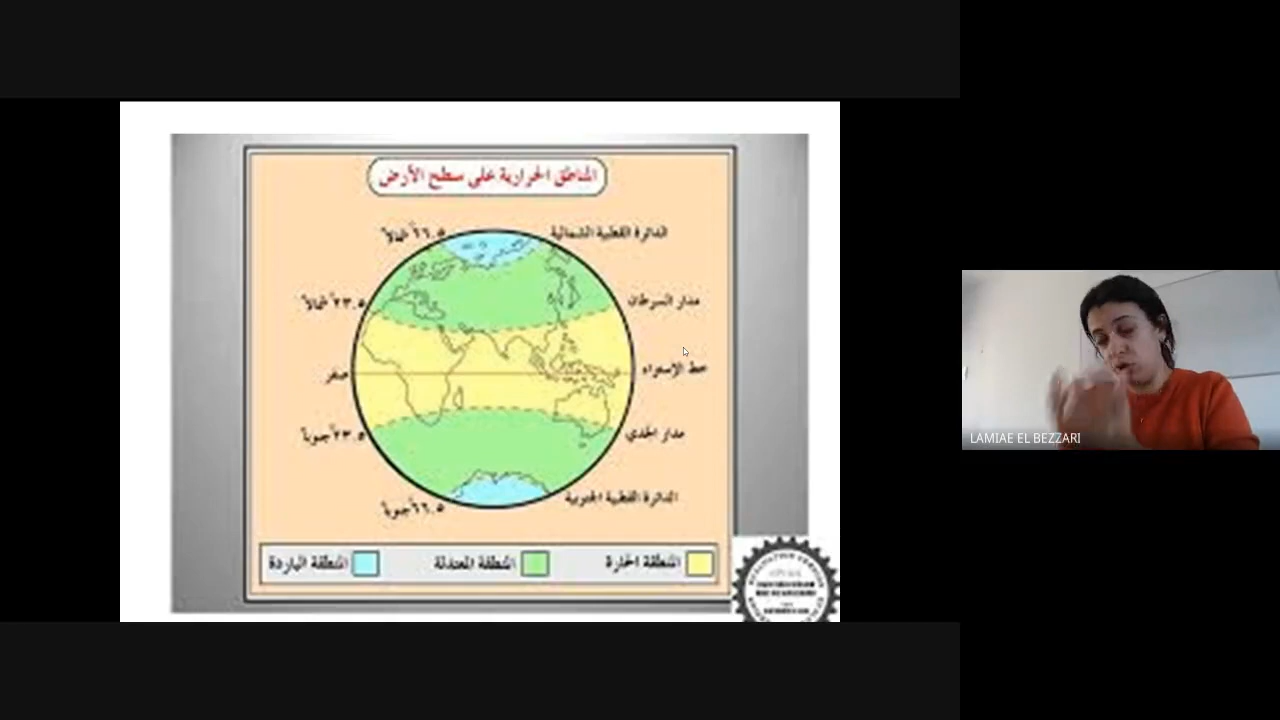 المناطق الحرارية على سطح الأرض
الدائرة القطبية الشمالية
٦٦.٥ شمالاً
مدار السرطان
٢٣.٥ شمالاً
خط الإستواء
صفر
مدار الجدي
٢٣.٥ جنوباً
الدائرة القطبية الجنوبية
٦٦.٥ جنوباً
المنطقة الحارة
المنطقة المعتدلة
المنطقة الباردة
LAMIAE EL BEZZARI